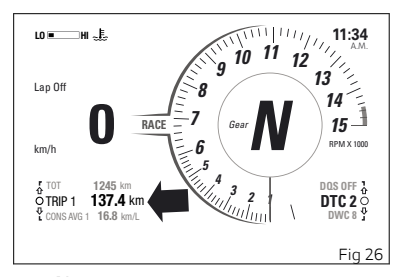 LO HI
11:34
A.M.
Lap Off
0
km/h
RACE
Gear N
1
2
3
4
5
6
7
8
9
10
11
12
13
14
15
RPM X 1000
TOT 1245 km
TRIP 1 137.4 km
CONS AVG 1 16.8 km/L
DQS OFF
DTC 2
DWC 8
Fig 26